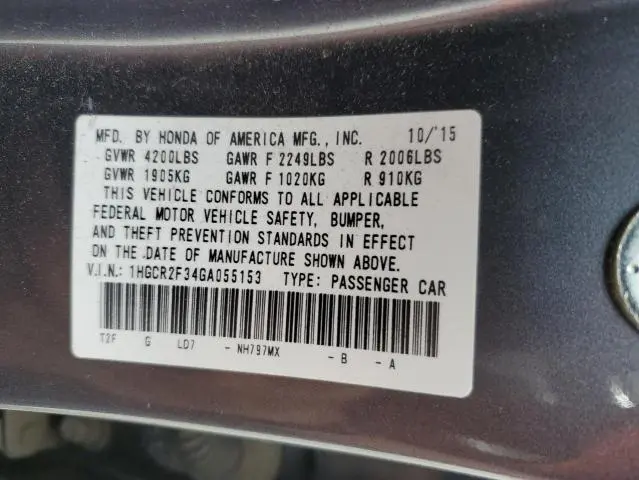 MFD. BY HONDA OF AMERICA MFG., INC. 10/'15
GVWR 4200LBS GAWR F 2249LBS R 2006LBS
GVWR 1905KG GAWR F 1020KG R 910KG
THIS VEHICLE CONFORMS TO ALL APPLICABLE
FEDERAL MOTOR VEHICLE SAFETY, BUMPER,
AND THEFT PREVENTION STANDARDS IN EFFECT
ON THE DATE OF MANUFACTURE SHOWN ABOVE.
V.I.N.: 1HGCR2F34GA055153 TYPE: PASSENGER CAR
T2F G LD7 - NH797MX - B - A